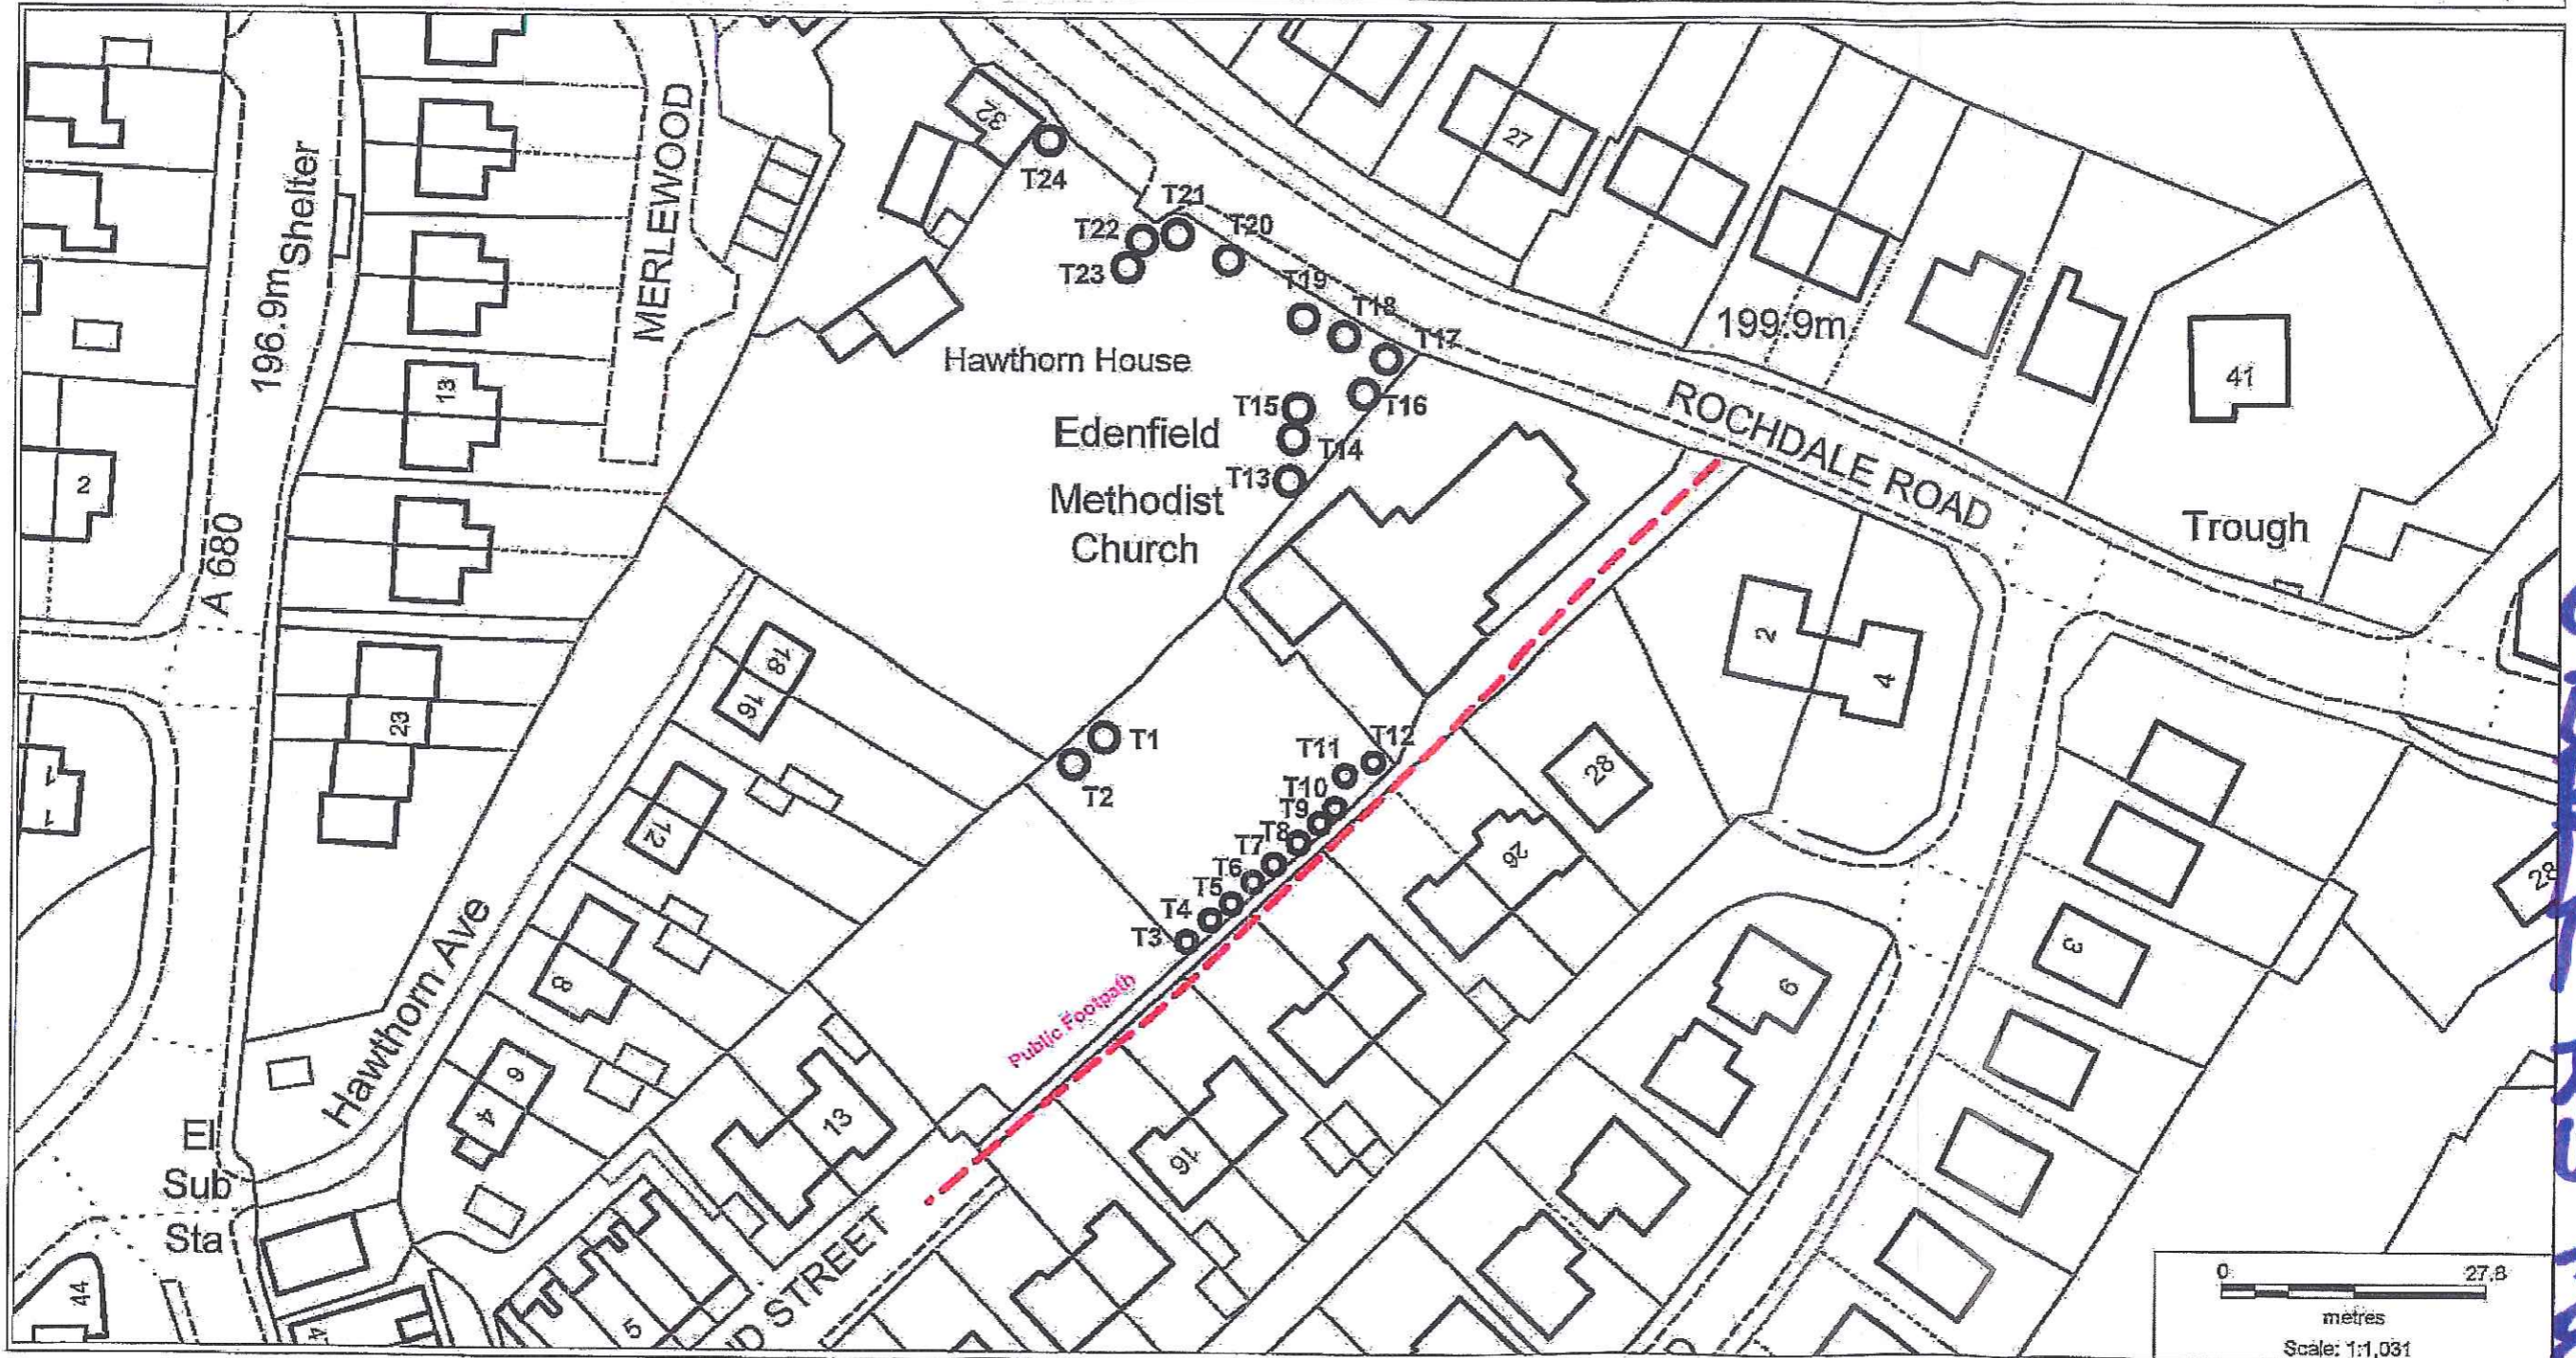 32
27
T24
MERLEWOOD
Shelter
196.9m
T21
T22
T20
T23
T19
T18
T17
199.9m
Hawthorn House
13
41
T15
T16
ROCHDALE ROAD
Edenfield
T14
T13
Methodist
Church
2
Trough
A 680
18
16
2
4
23
T1
T2
T12
T11
T10
T9
T8
T7
T6
T5
T4
T3
28
26
12
11
28
3
9
8
Hawthorn Ave
Public Footpath
6
4
13
16
El
Sub
Sta
44
5
STREET
0 27.8
metres
Scale: 1:1,031